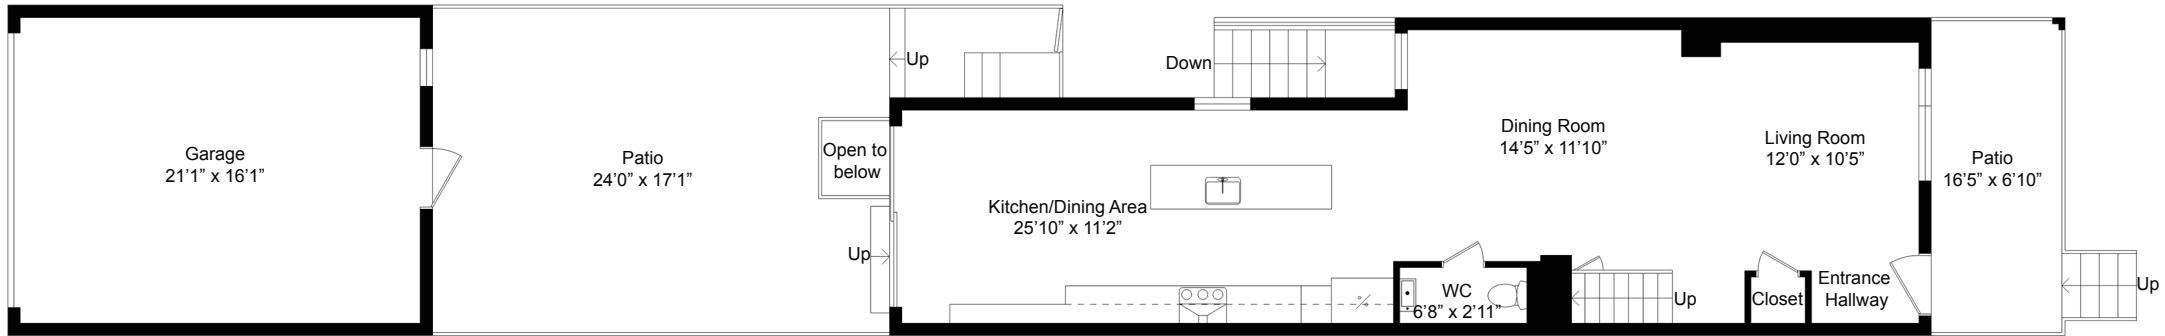 Garage
21'1" x 16'1"
Patio
24'0" x 17'1"
Up
Open to
below
Up
Kitchen/Dining Area
25'10" x 11'2"
Down
Dining Room
14'5" x 11'10"
WC
6'8" x 2'11"
Up
Living Room
12'0" x 10'5"
Closet
Entrance
Hallway
Patio
16'5" x 6'10"
Up